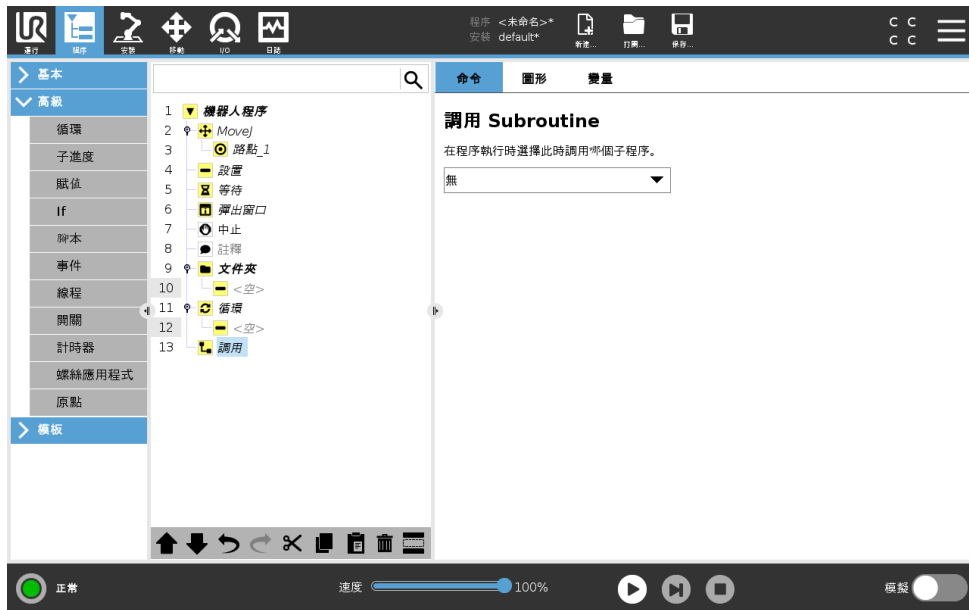 UR
運行
程序
安裝
移動
I/O
日誌
程序 <未命名>*
安裝 default*
新建...
打開...
保存...
C C
C C
基本
高級
循環
子進度
賦值
If
腳本
事件
線程
開關
計時器
螺絲應用程式
原點
模板
1 機器人程序
2 MoveJ
3 路點_1
4 設置
5 等待
6 彈出窗口
7 中止
8 註釋
9 文件夾
10 <空>
11 循環
12 <空>
13 調用
命令 圖形 變量
調用 Subroutine
在程序執行時選擇此時調用哪個子程序。
無
正常
速度 100%
模擬